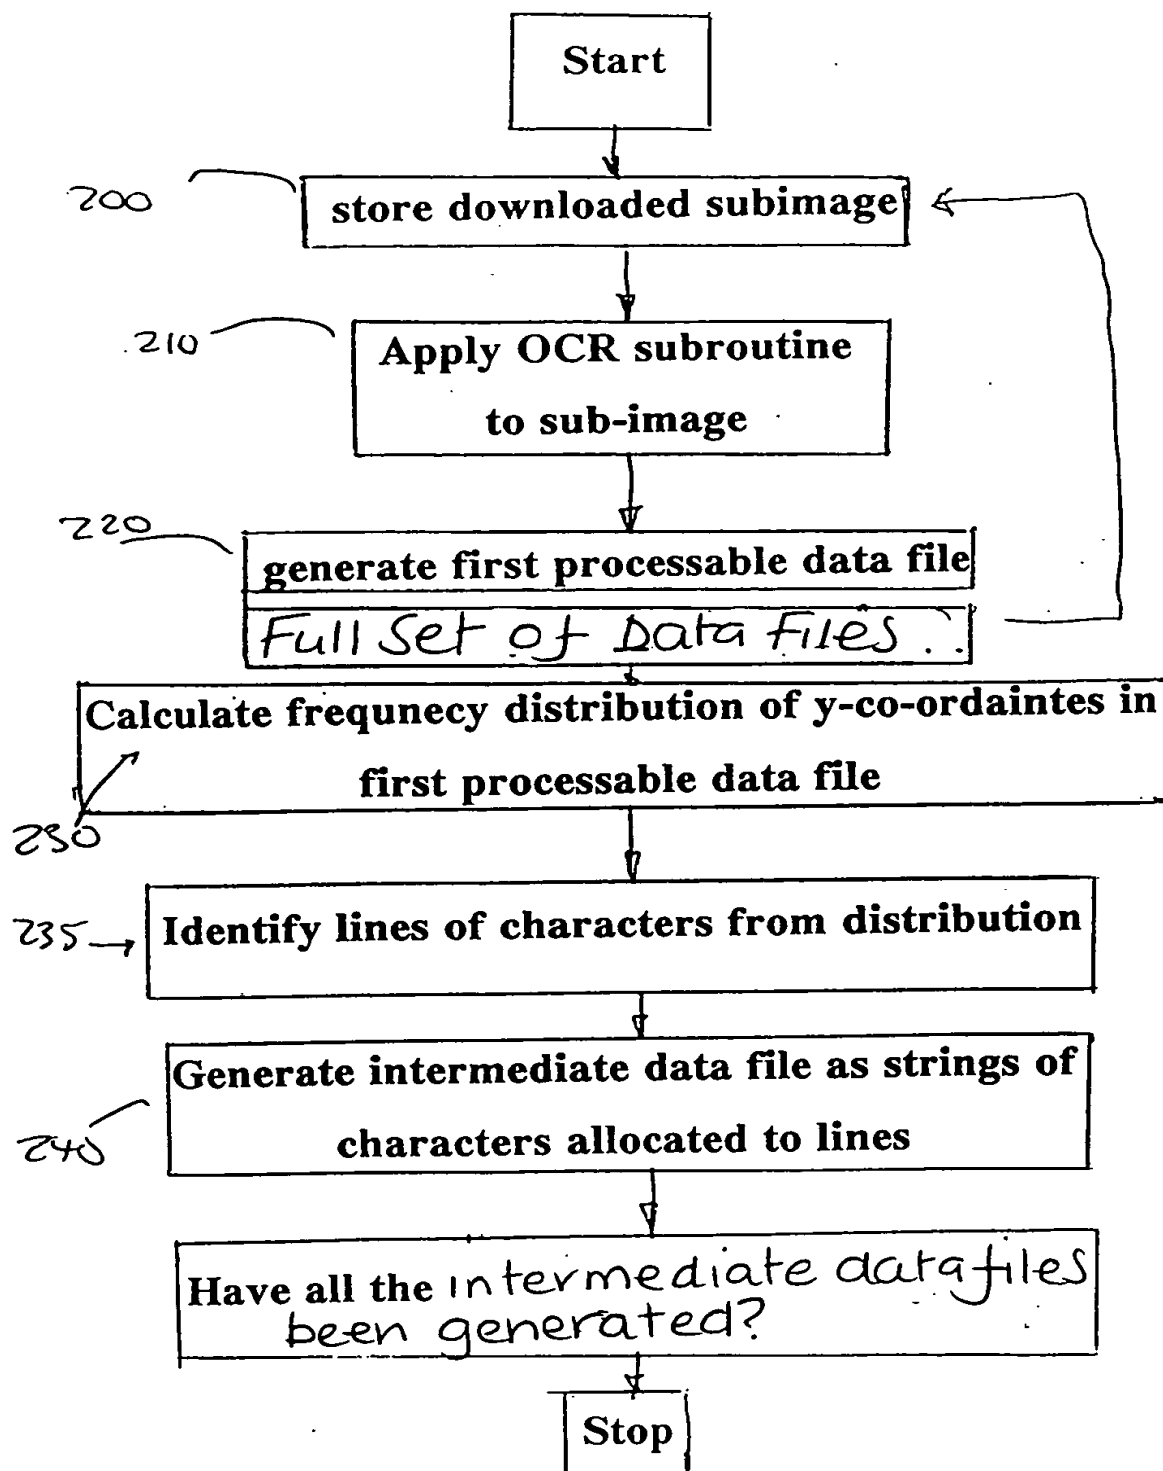 Start
200
store downloaded subimage
210
Apply OCR subroutine
to sub-image
220
generate first processable data file
Full Set of Data Files ..
Calculate frequnecy distribution of y-co-ordaintes in
first processable data file
230
235
Identify lines of characters from distribution
Generate intermediate data file as strings of
characters allocated to lines
240
Have all the intermediate data files
been generated?
Stop